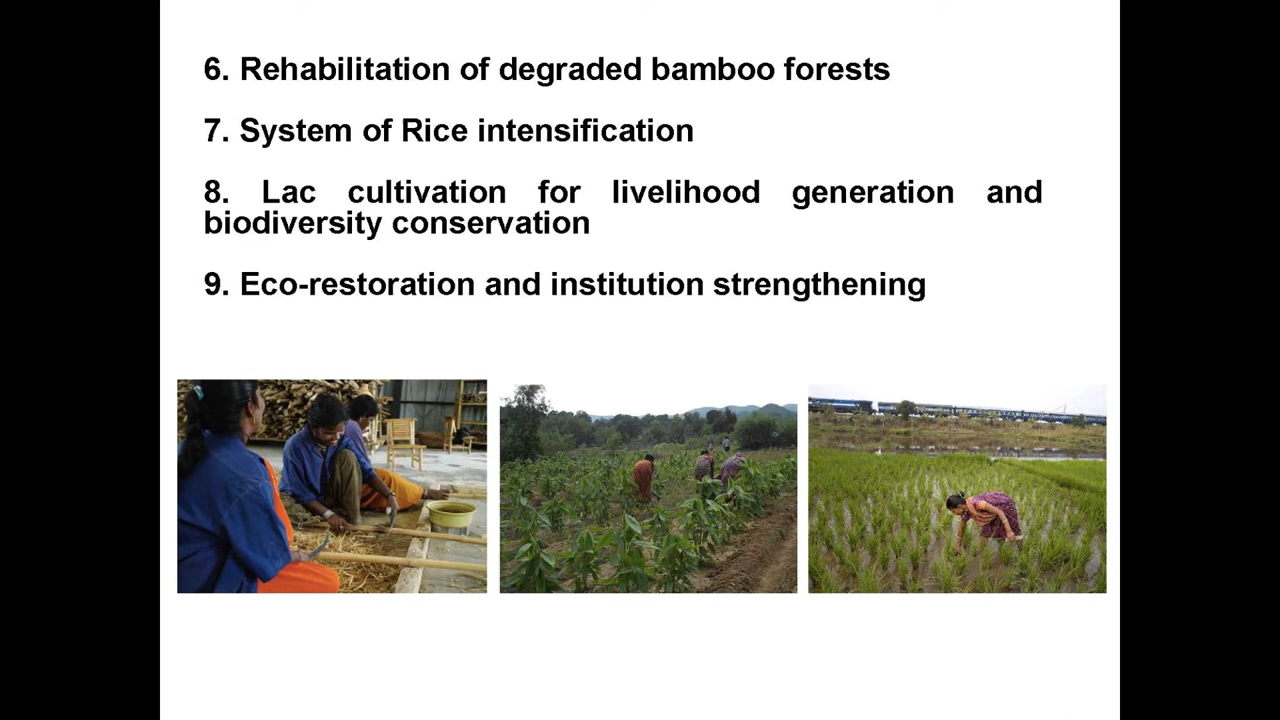 6. Rehabilitation of degraded bamboo forests
7. System of Rice intensification
8. Lac cultivation for livelihood generation and
biodiversity conservation
9. Eco-restoration and institution strengthening